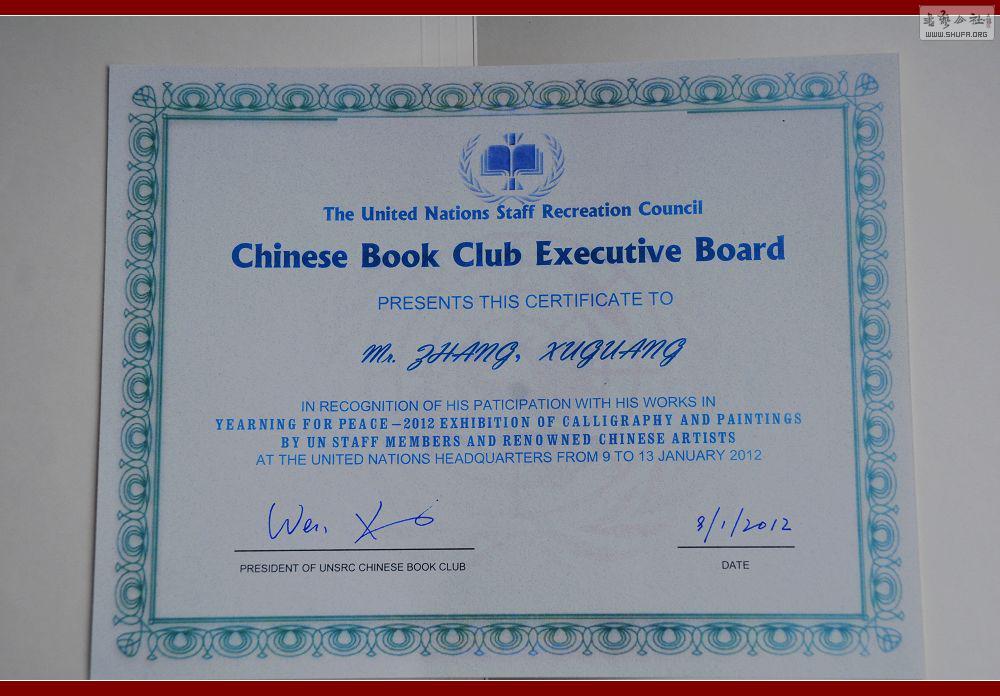 WWW.SHUFA.ORG
The United Nations Staff Recreation Council
Chinese Book Club Executive Board
PRESENTS THIS CERTIFICATE TO
Mr. ZHANG, XUGUANG
IN RECOGNITION OF HIS PATICIPATION WITH HIS WORKS IN
YEARNING FOR PEACE—2012 EXHIBITION OF CALLIGRAPHY AND PAINTINGS
BY UN STAFF MEMBERS AND RENOWNED CHINESE ARTISTS
AT THE UNITED NATIONS HEADQUARTERS FROM 9 TO 13 JANUARY 2012
8/1/2012
PRESIDENT OF UNSRC CHINESE BOOK CLUB
DATE